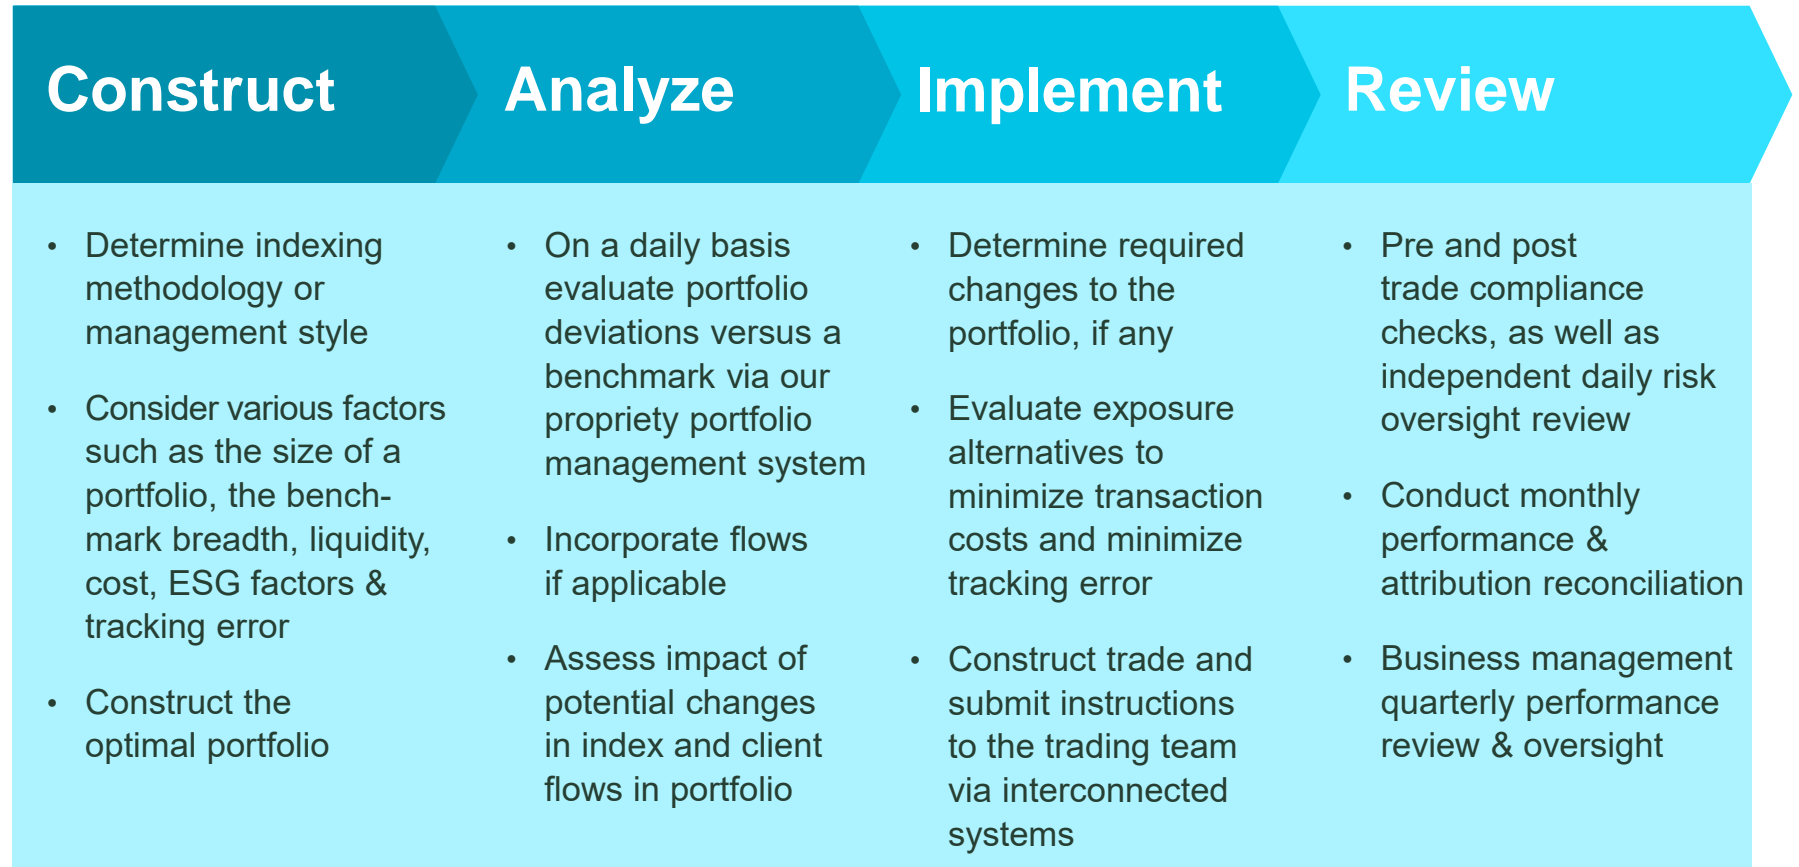 Construct
Analyze
Implement
Review
• Determine indexing
methodology or
management style
• Consider various factors
such as the size of a
portfolio, the bench-
mark breadth, liquidity,
cost, ESG factors &
tracking error
• Construct the
optimal portfolio
• On a daily basis
evaluate portfolio
deviations versus a
benchmark via our
propriety portfolio
management system
• Incorporate flows
if applicable
• Assess impact of
potential changes
in index and client
flows in portfolio
• Determine required
changes to the
portfolio, if any
• Evaluate exposure
alternatives to
minimize transaction
costs and minimize
tracking error
• Construct trade and
submit instructions
to the trading team
via interconnected
systems
• Pre and post
trade compliance
checks, as well as
independent daily risk
oversight review
• Conduct monthly
performance &
attribution reconciliation
• Business management
quarterly performance
review & oversight